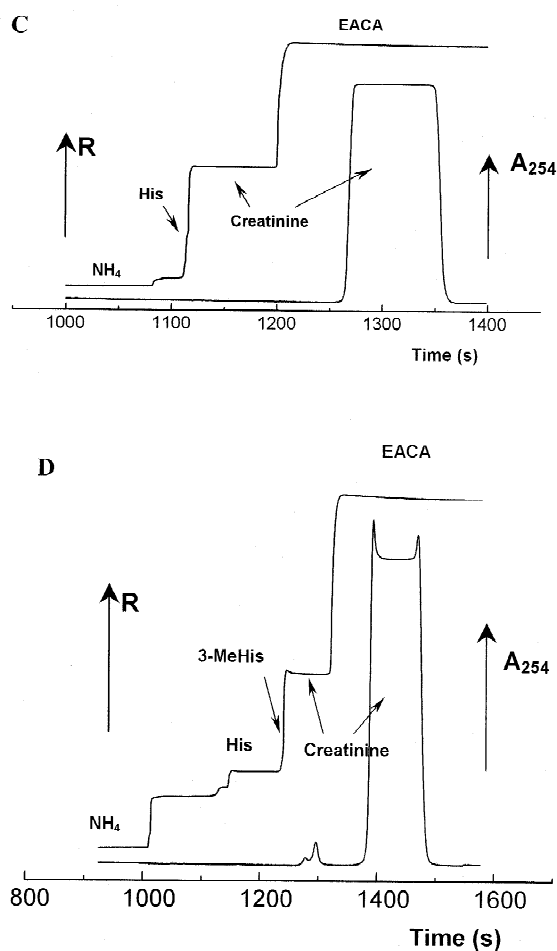 C
EACA
R
A254
His
Creatinine
NH4
1000 1100 1200 1300 1400
Time (s)
EACA
D
R
3-MeHis
A254
His
Creatinine
NH4
800 1000 1200 1400 1600
Time (s)